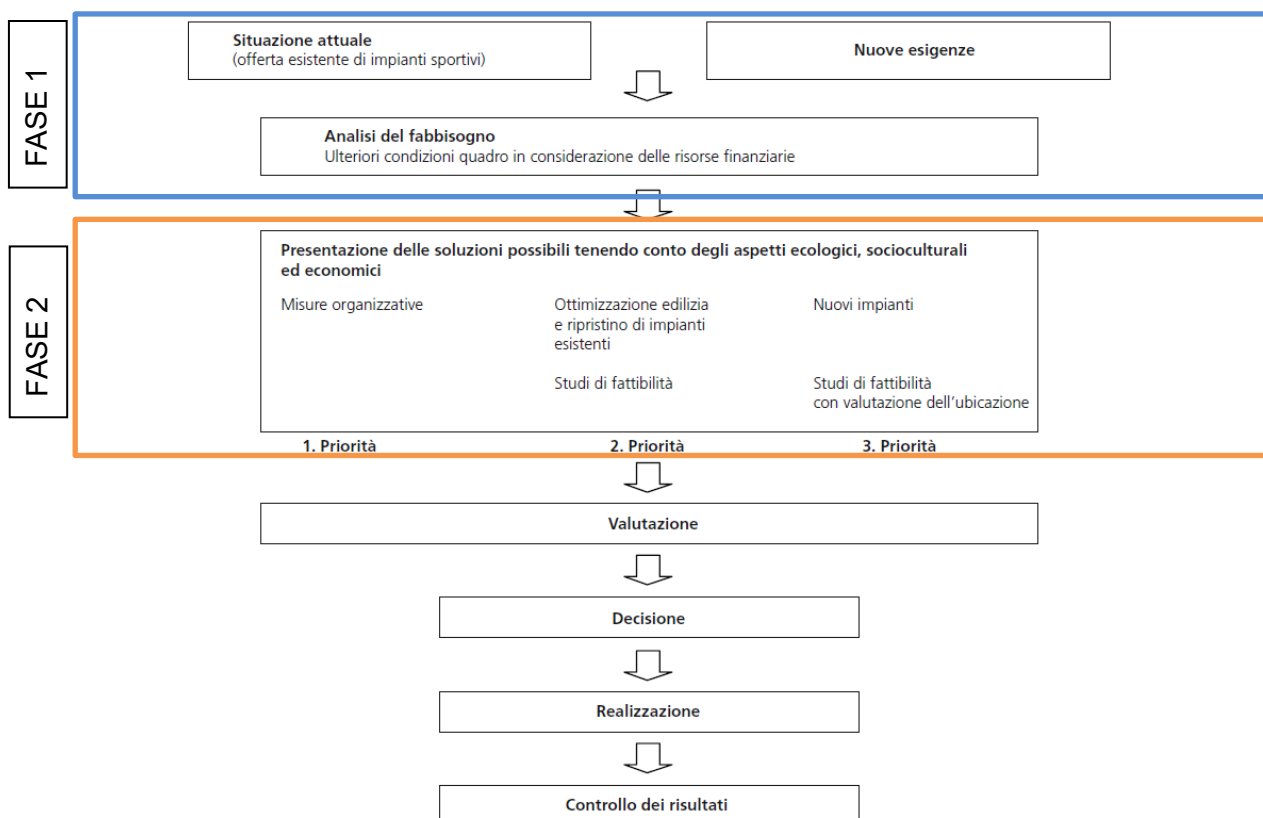 FASE 1
Situazione attuale
(offerta esistente di impianti sportivi)
Nuove esigenze
Analisi del fabbisogno
Ulteriori condizioni quadro in considerazione delle risorse finanziarie
FASE 2
Presentazione delle soluzioni possibili tenendo conto degli aspetti ecologici, socioculturali
ed economici
Misure organizzative
Ottimizzazione edilizia
e ripristino di impianti
esistenti
Studi di fattibilità
Nuovi impianti
Studi di fattibilità
con valutazione dell'ubicazione
1. Priorità
2. Priorità
3. Priorità
Valutazione
Decisione
Realizzazione
Controllo dei risultati